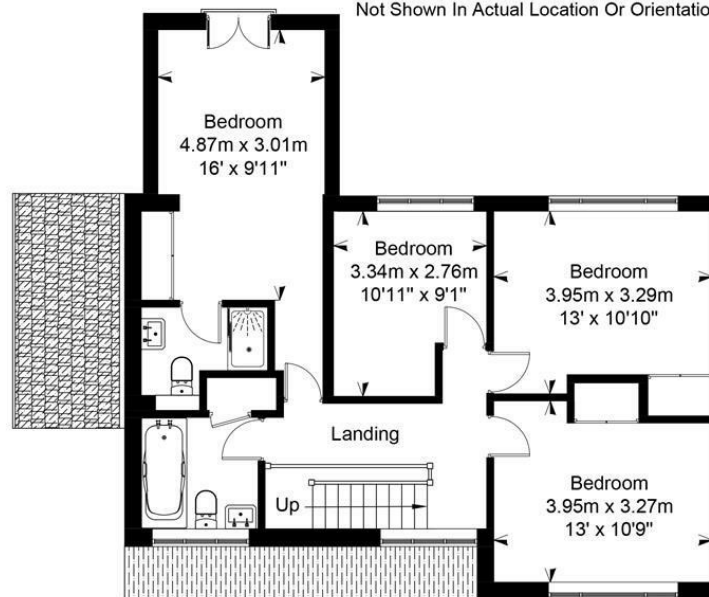 Not Shown In Actual Location Or Orientatio
Bedroom
4.87m x 3.01m
16' x 9'11"
Bedroom
3.34m x 2.76m
10'11" x 9'1"
Bedroom
3.95m x 3.29m
13' x 10'10"
Landing
Up
Bedroom
3.95m x 3.27m
13' x 10'9"